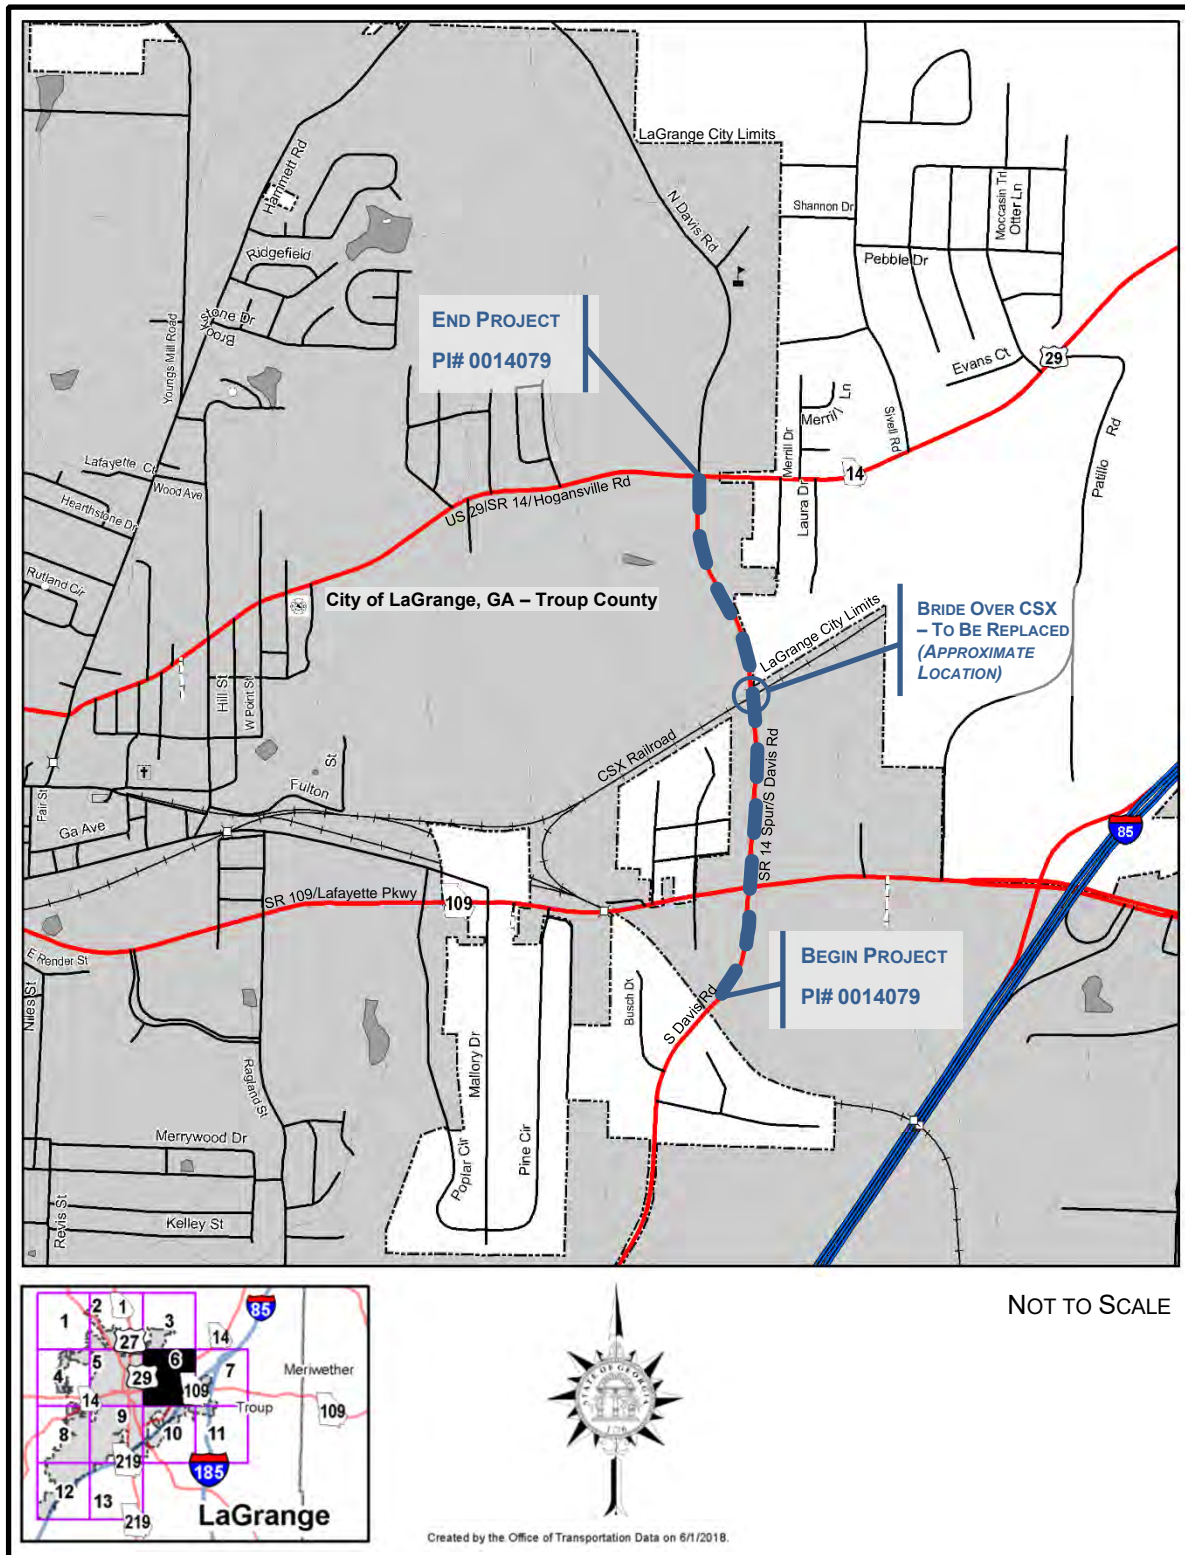 LaGrange City Limits
Hammett Rd
N Davis Rd
Shannon Dr
Moccasin Trl
Otter Ln
Ridgefield
Pebble Dr
END PROJECT
PI# 0014079
Brooks
tone Dr
Youngs Mill Road
29
Evans Ct
Merrill Ln
Merrill Dr
Sivell Rd
Patillo Rd
Lafayette Ct
Wood Ave
14
Hearthstone Dr
US 29/SR 14/ Hogansville Rd
Laura Dr
Rutland Cir
City of LaGrange, GA – Troup County
BRIDE OVER CSX
– TO BE REPLACED
(APPROXIMATE
LOCATION)
LaGrange City Limits
Hill St
W Point St
CSX Railroad
SR 14 Spur/S Davis Rd
Fulton St
Fair St
Ga Ave
85
SR 109/Lafayette Pkwy
109
E Render St
BEGIN PROJECT
PI# 0014079
Niles St
Busch Dr
S Davis Rd
Mallory Dr
Ragland St
Merrywood Dr
Poplar Cir
Pine Cir
Revis St
Kelley St
NOT TO SCALE
1
2
1
3
85
27
14
6
5
7
Meriwether
4
29
109
14
Troup
109
9
8
10
11
219
185
12
13
LaGrange
219
STATE OF GEORGIA
1776
Created by the Office of Transportation Data on 6/1/2018.